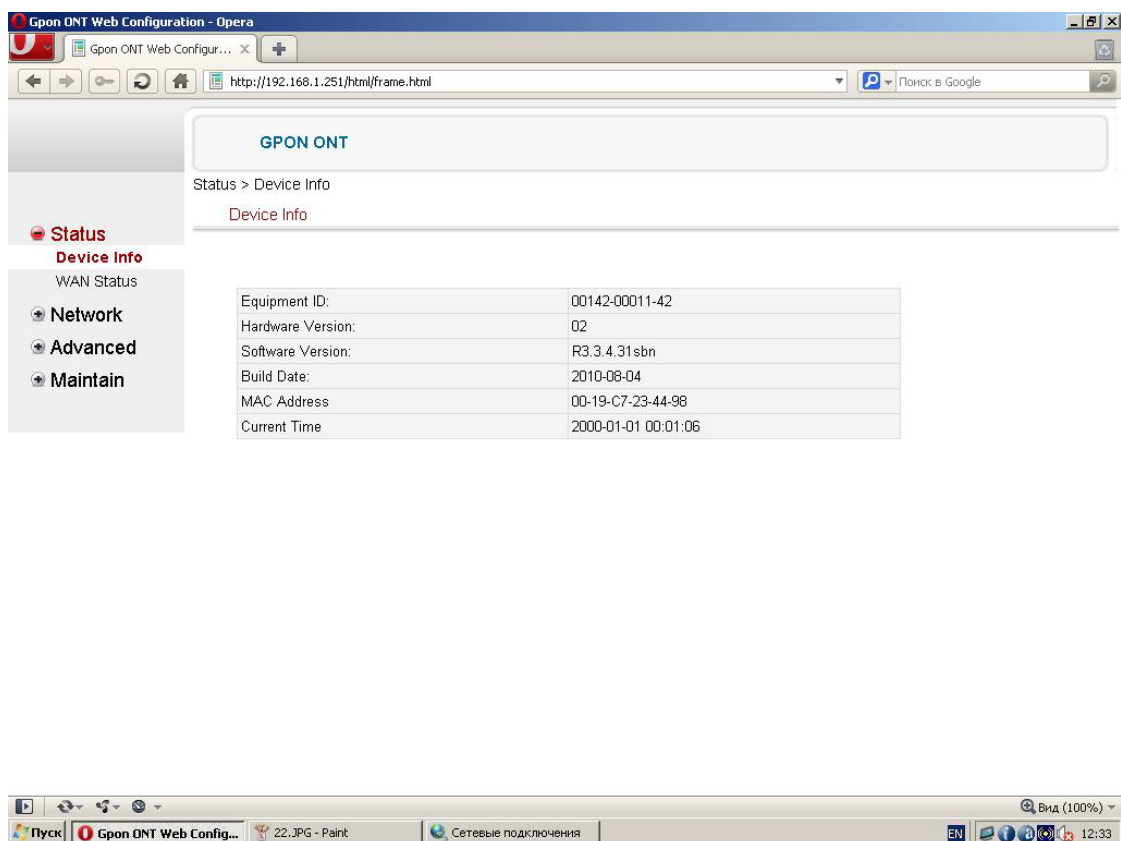 Gpon ONT Web Configuration - Opera
Gpon ONT Web Configur...
http://192.168.1.251/html/frame.html
Поиск в Google
GPON ONT
Status > Device Info
Device Info
Status
Device Info
WAN Status
Network
Advanced
Maintain
Equipment ID: 00142-00011-42
Hardware Version: 02
Software Version: R3.3.4.31sbn
Build Date: 2010-08-04
MAC Address 00-19-C7-23-44-98
Current Time 2000-01-01 00:01:06
Вид (100%)
Пуск Gpon ONT Web Config... 22.JPG - Paint Сетевые подключения EN 12:33